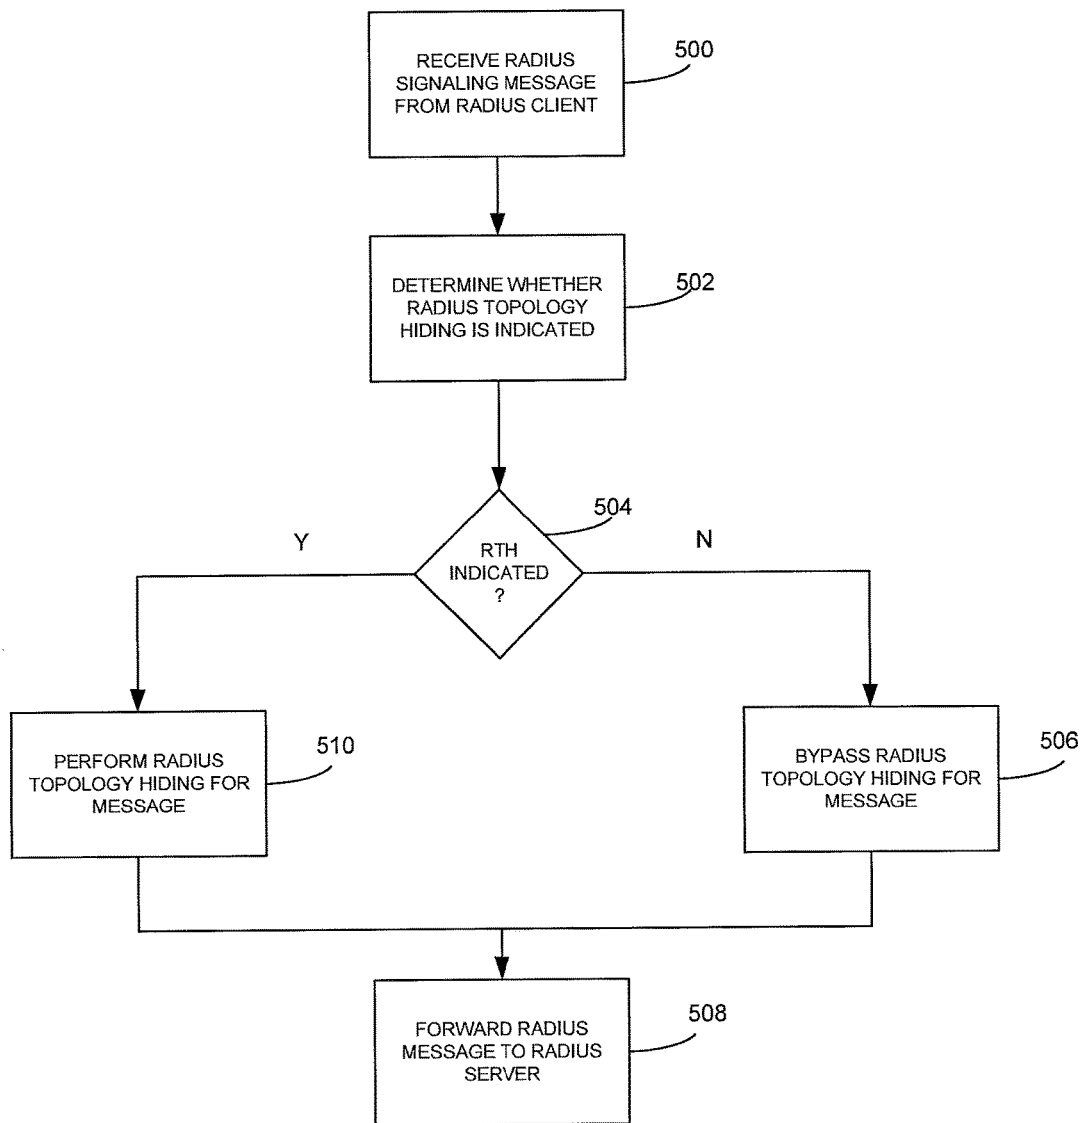 RECEIVE RADIUS
SIGNALING MESSAGE
FROM RADIUS CLIENT
500
DETERMINE WHETHER
RADIUS TOPOLOGY
HIDING IS INDICATED
502
504
Y
N
RTH
INDICATED
?
PERFORM RADIUS
TOPOLOGY HIDING FOR
MESSAGE
510
BYPASS RADIUS
TOPOLOGY HIDING FOR
MESSAGE
506
FORWARD RADIUS
MESSAGE TO RADIUS
SERVER
508